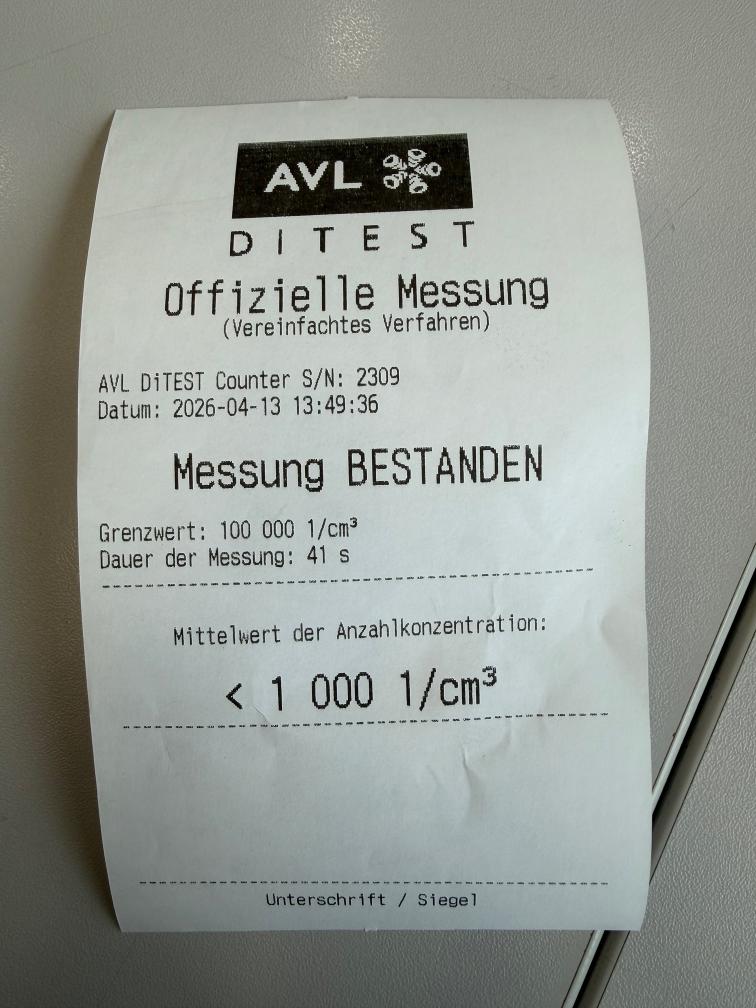 AVL
DITEST
Offizielle Messung
(Vereinfachtes Verfahren)
AVL DiTEST Counter S/N: 2309
Datum: 2026-04-13 13:49:36
Messung BESTANDEN
Grenzwert: 100 000 1/cm³
Dauer der Messung: 41 s
Mittelwert der Anzahlkonzentration:
< 1 000 1/cm³
Unterschrift / Siegel